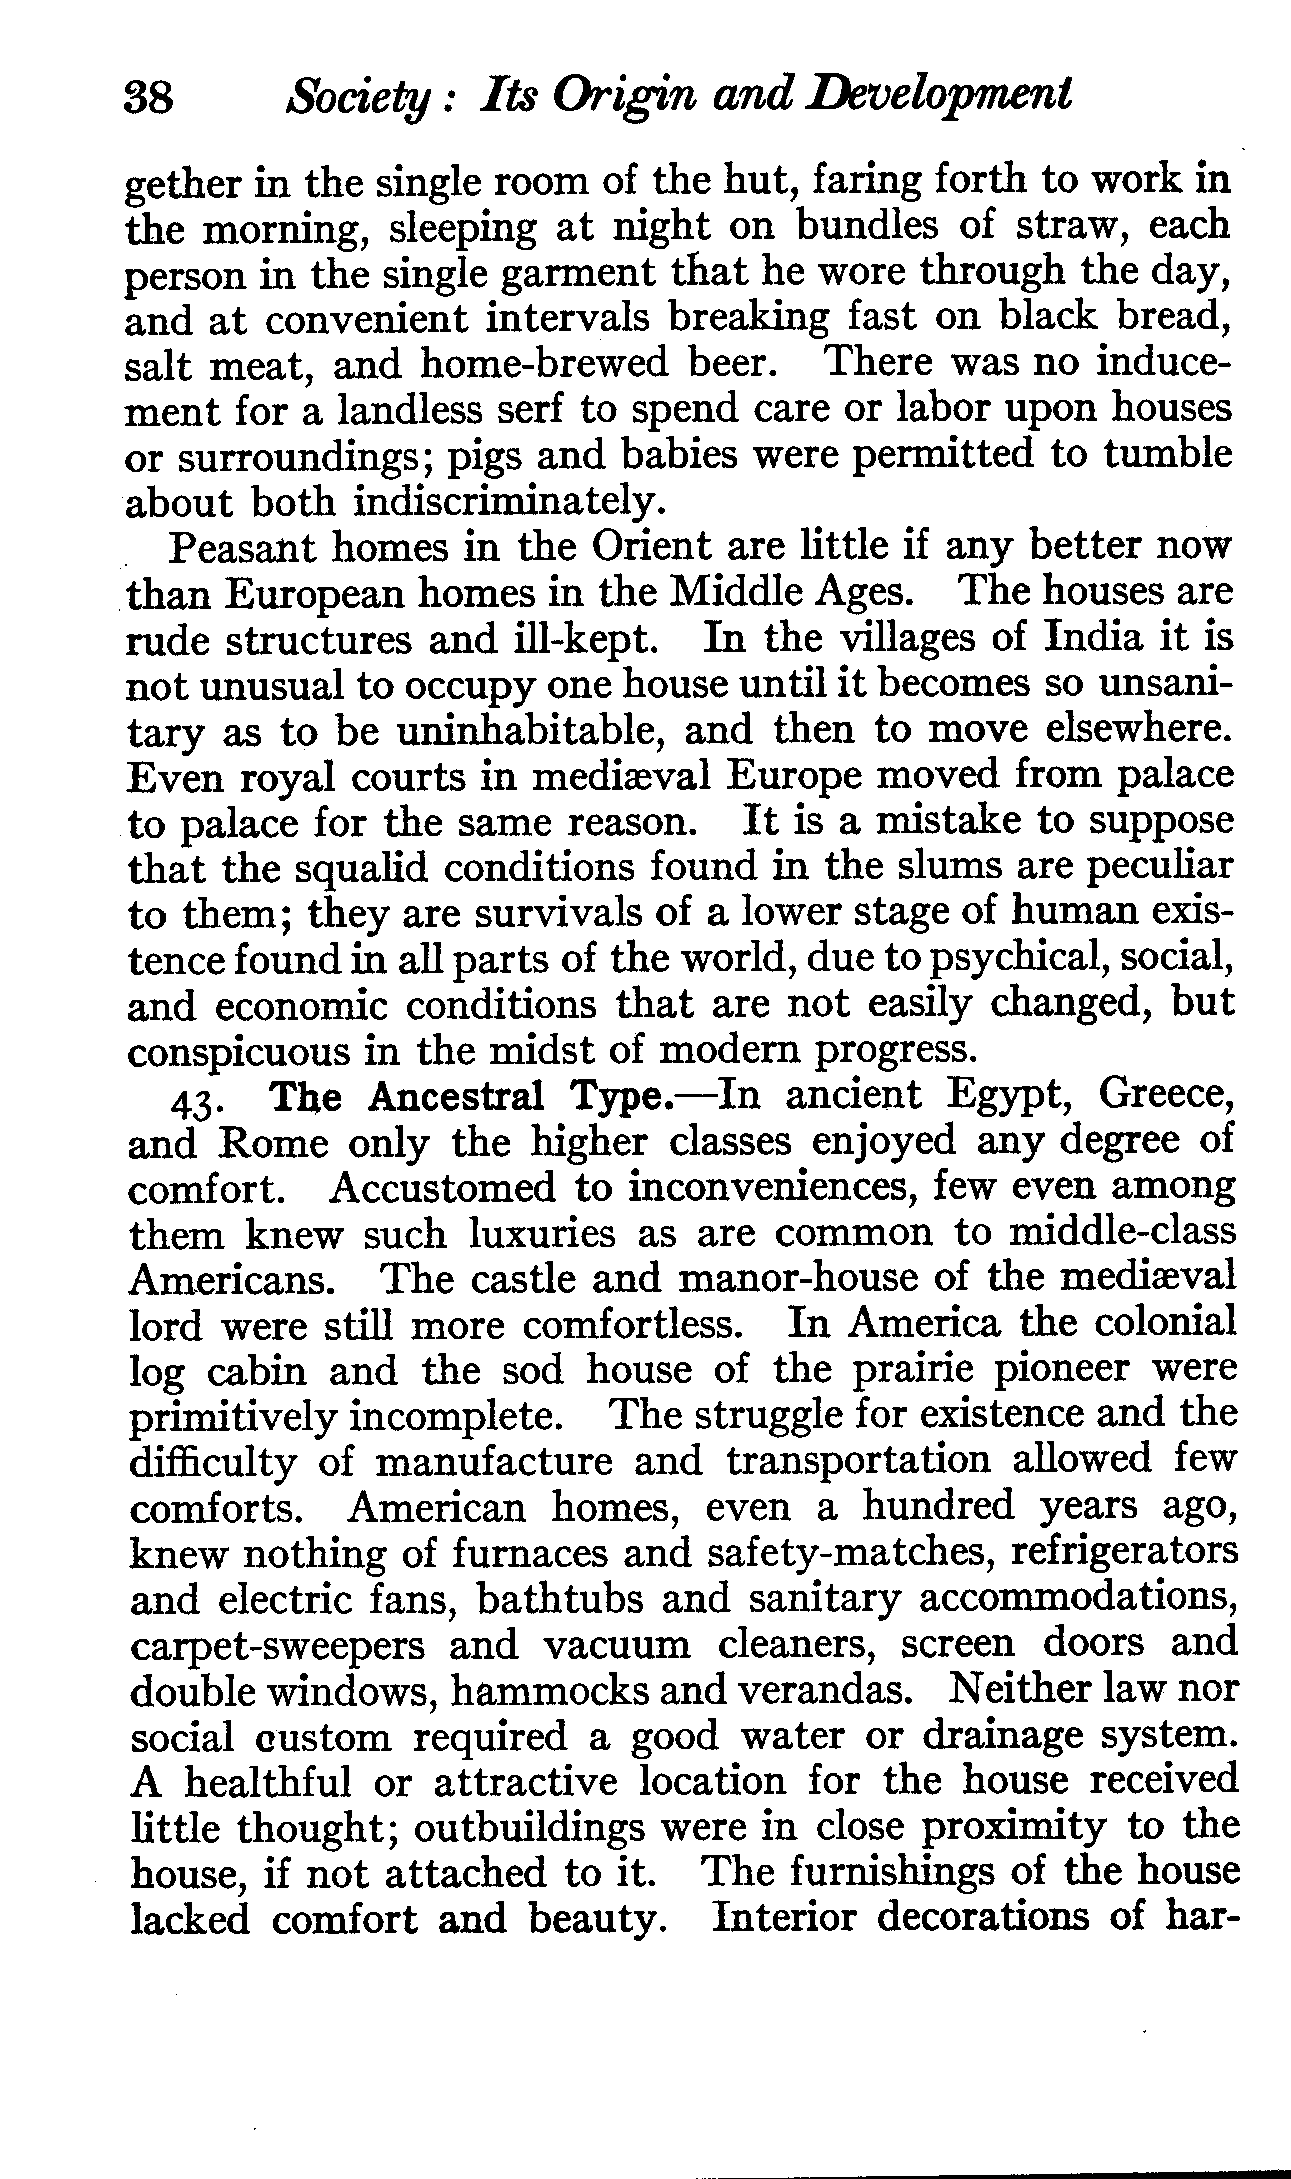 38 Society : Its Origin and Development
gether in the single room of the hut, faring forth to work in
the morning, sleeping at night on bundles of straw, each
person in the single garment that he wore through the day,
and at convenient intervals breaking fast on black bread,
salt meat, and home-brewed beer. There was no induce-
ment for a landless serf to spend care or labor upon houses
or surroundings; pigs and babies were permitted to tumble
about both indiscriminately.
Peasant homes in the Orient are little if any better now
than European homes in the Middle Ages. The houses are
rude structures and ill-kept. In the villages of India it is
not unusual to occupy one house until it becomes so unsani-
tary as to be uninhabitable, and then to move elsewhere.
Even royal courts in mediæval Europe moved from palace
to palace for the same reason. It is a mistake to suppose
that the squalid conditions found in the slums are peculiar
to them; they are survivals of a lower stage of human exis-
tence found in all parts of the world, due to psychical, social,
and economic conditions that are not easily changed, but
conspicuous in the midst of modern progress.
43. The Ancestral Type.—In ancient Egypt, Greece,
and Rome only the higher classes enjoyed any degree of
comfort. Accustomed to inconveniences, few even among
them knew such luxuries as are common to middle-class
Americans. The castle and manor-house of the mediæval
lord were still more comfortless. In America the colonial
log cabin and the sod house of the prairie pioneer were
primitively incomplete. The struggle for existence and the
difficulty of manufacture and transportation allowed few
comforts. American homes, even a hundred years ago,
knew nothing of furnaces and safety-matches, refrigerators
and electric fans, bathtubs and sanitary accommodations,
carpet-sweepers and vacuum cleaners, screen doors and
double windows, hammocks and verandas. Neither law nor
social custom required a good water or drainage system.
A healthful or attractive location for the house received
little thought; outbuildings were in close proximity to the
house, if not attached to it. The furnishings of the house
lacked comfort and beauty. Interior decorations of har-